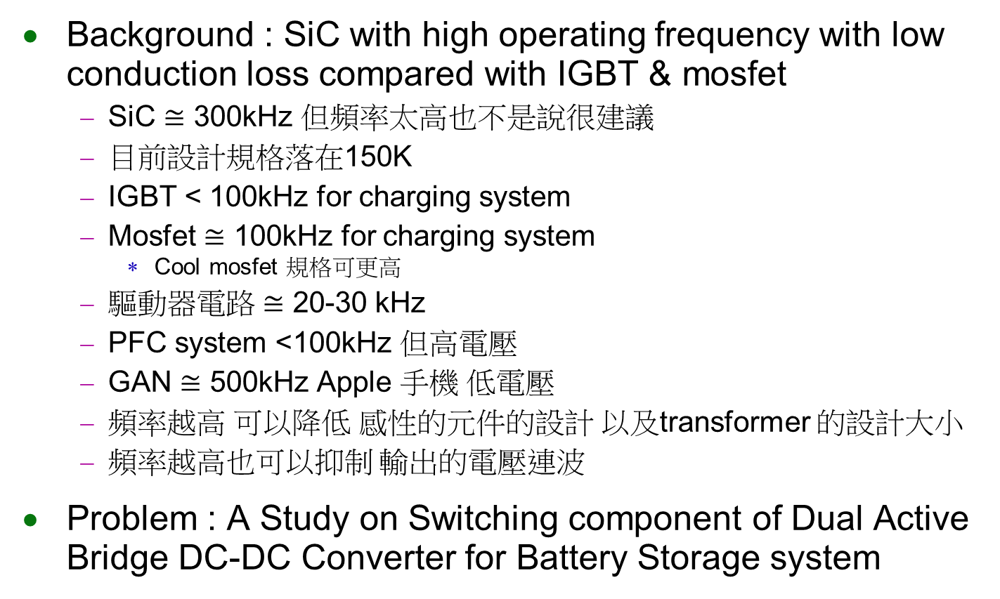 • Background : SiC with high operating frequency with low
conduction loss compared with IGBT & mosfet
– SiC ≅ 300kHz 但頻率太高也不是說很建議
– 目前設計規格落在150K
– IGBT < 100kHz for charging system
– Mosfet ≅ 100kHz for charging system
* Cool mosfet 規格可更高
– 驅動器電路 ≅ 20-30 kHz
– PFC system <100kHz 但高電壓
– GAN ≅ 500kHz Apple 手機 低電壓
– 頻率越高 可以降低 感性的元件的設計 以及transformer 的設計大小
– 頻率越高也可以抑制 輸出的電壓連波
• Problem : A Study on Switching component of Dual Active
Bridge DC-DC Converter for Battery Storage system